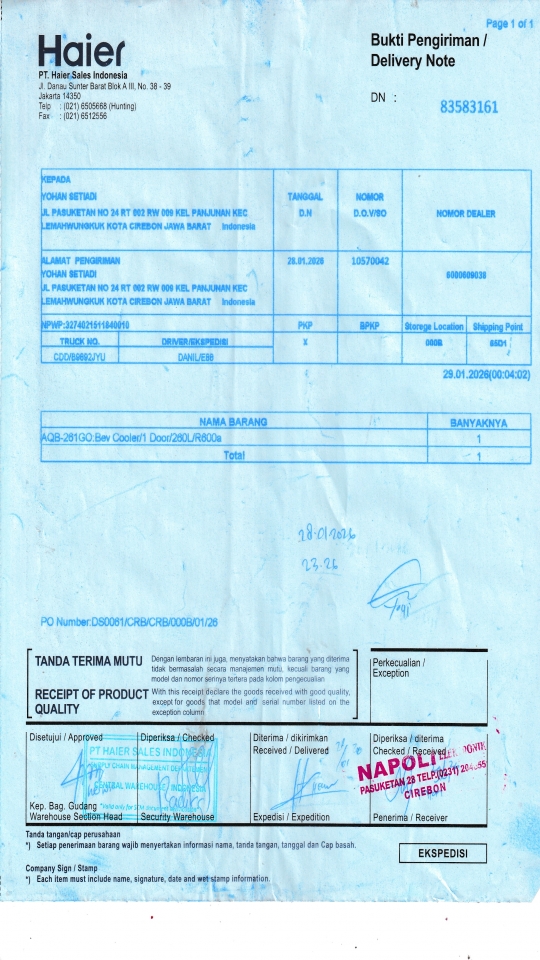 Page 1 of 1
Haier
Bukti Pengiriman /
Delivery Note
PT. Haier Sales Indonesia
Jl. Danau Sunter Barat Blok A III, No. 38 - 39
Jakarta 14350
Telp : (021) 6505668 (Hunting)
Fax : (021) 6512556
DN : 83583161
KEPADA
YOHAN SETIADI
JL PASUKETAN NO 24 RT 002 RW 009 KEL PANJUNAN KEC
LEMAHWUNGKUK KOTA CIREBON JAWA BARAT Indonesia
TANGGAL
D.N
NOMOR
D.O.V/SO
NOMOR DEALER
ALAMAT PENGIRIMAN
YOHAN SETIADI
JL PASUKETAN NO 24 RT 002 RW 009 KEL PANJUNAN KEC
LEMAHWUNGKUK KOTA CIREBON JAWA BARAT Indonesia
28.01.2026
10570042
NPWP:3274021511840010
PKP
BPKP
Storege Location
Shipping Point
TRUCK NO.
DRIVER/EKSPEDISI
X
000B
DANIL/E88
29.01.2026(00:04:02)
NAMA BARANG
BANYAKNYA
AQB-261GO:Bev Cooler/1 Door/260L/R600a
1
Total
1
28-01-2026
23.26
PO Number:DS0061/CRB/CRB/000B/01/26
TANDA TERIMA MUTU
Dengan lembaran ini juga, menyatakan bahwa barang yang diterima
tidak bermasalah secara manajemen mutu, kecuali barang yang
model dan nomor serinya tertera pada kolom pengecualian
RECEIPT OF PRODUCT
QUALITY
With this receipt declare the goods received with good quality,
except for goods that model and serial number listed on the
exception column
Perkecualian /
Exception
Disetujui / Approved
Diperiksa / Checked
Diterima / dikirimkan
Received / Delivered
Diperiksa / diterima
Checked / Received
PT HAIER SALES INDONESIA
SUPPLY CHAIN MANAGEMENT DEPARTEMEN
CENTRAL WAREHOUSE INDONESIA
NAPOLI ELEKTRONIK
PASUKETAN 28 TELP.(0231)
CIREBON
Kep. Bag. Gudang
Warehouse Section Head
Security Warehouse
Expedisi / Expedition
Penerima / Receiver
Tanda tangan/cap perusahaan
*) Setiap penerimaan barang wajib menyertakan informasi nama, tanda tangan, tanggal dan Cap basah.
EKSPEDISI
Company Sign / Stamp
*) Each item must include name, signature, date and wet stamp information.